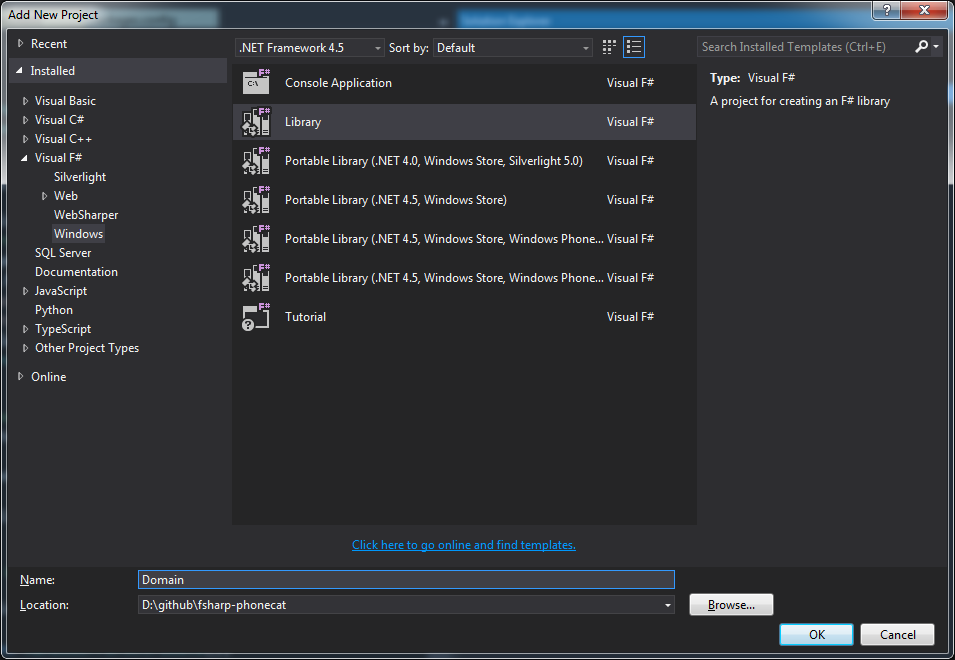 Add New Project
Recent
.NET Framework 4.5
Sort by:
Default
Search Installed Templates (Ctrl+E)
Installed
Visual Basic
Visual C#
Visual C++
Visual F#
Silverlight
Web
WebSharper
Windows
SQL Server
Documentation
JavaScript
Python
TypeScript
Other Project Types
Online
Console Application Visual F#
Library Visual F#
Portable Library (.NET 4.0, Windows Store, Silverlight 5.0) Visual F#
Portable Library (.NET 4.5, Windows Store) Visual F#
Portable Library (.NET 4.5, Windows Store, Windows Phone... Visual F#
Portable Library (.NET 4.5, Windows Store, Windows Phone... Visual F#
Tutorial Visual F#
Type: Visual F#
A project for creating an F# library
Click here to go online and find templates.
Name: Domain
Location: D:\github\fsharp-phonecat
Browse...
OK
Cancel